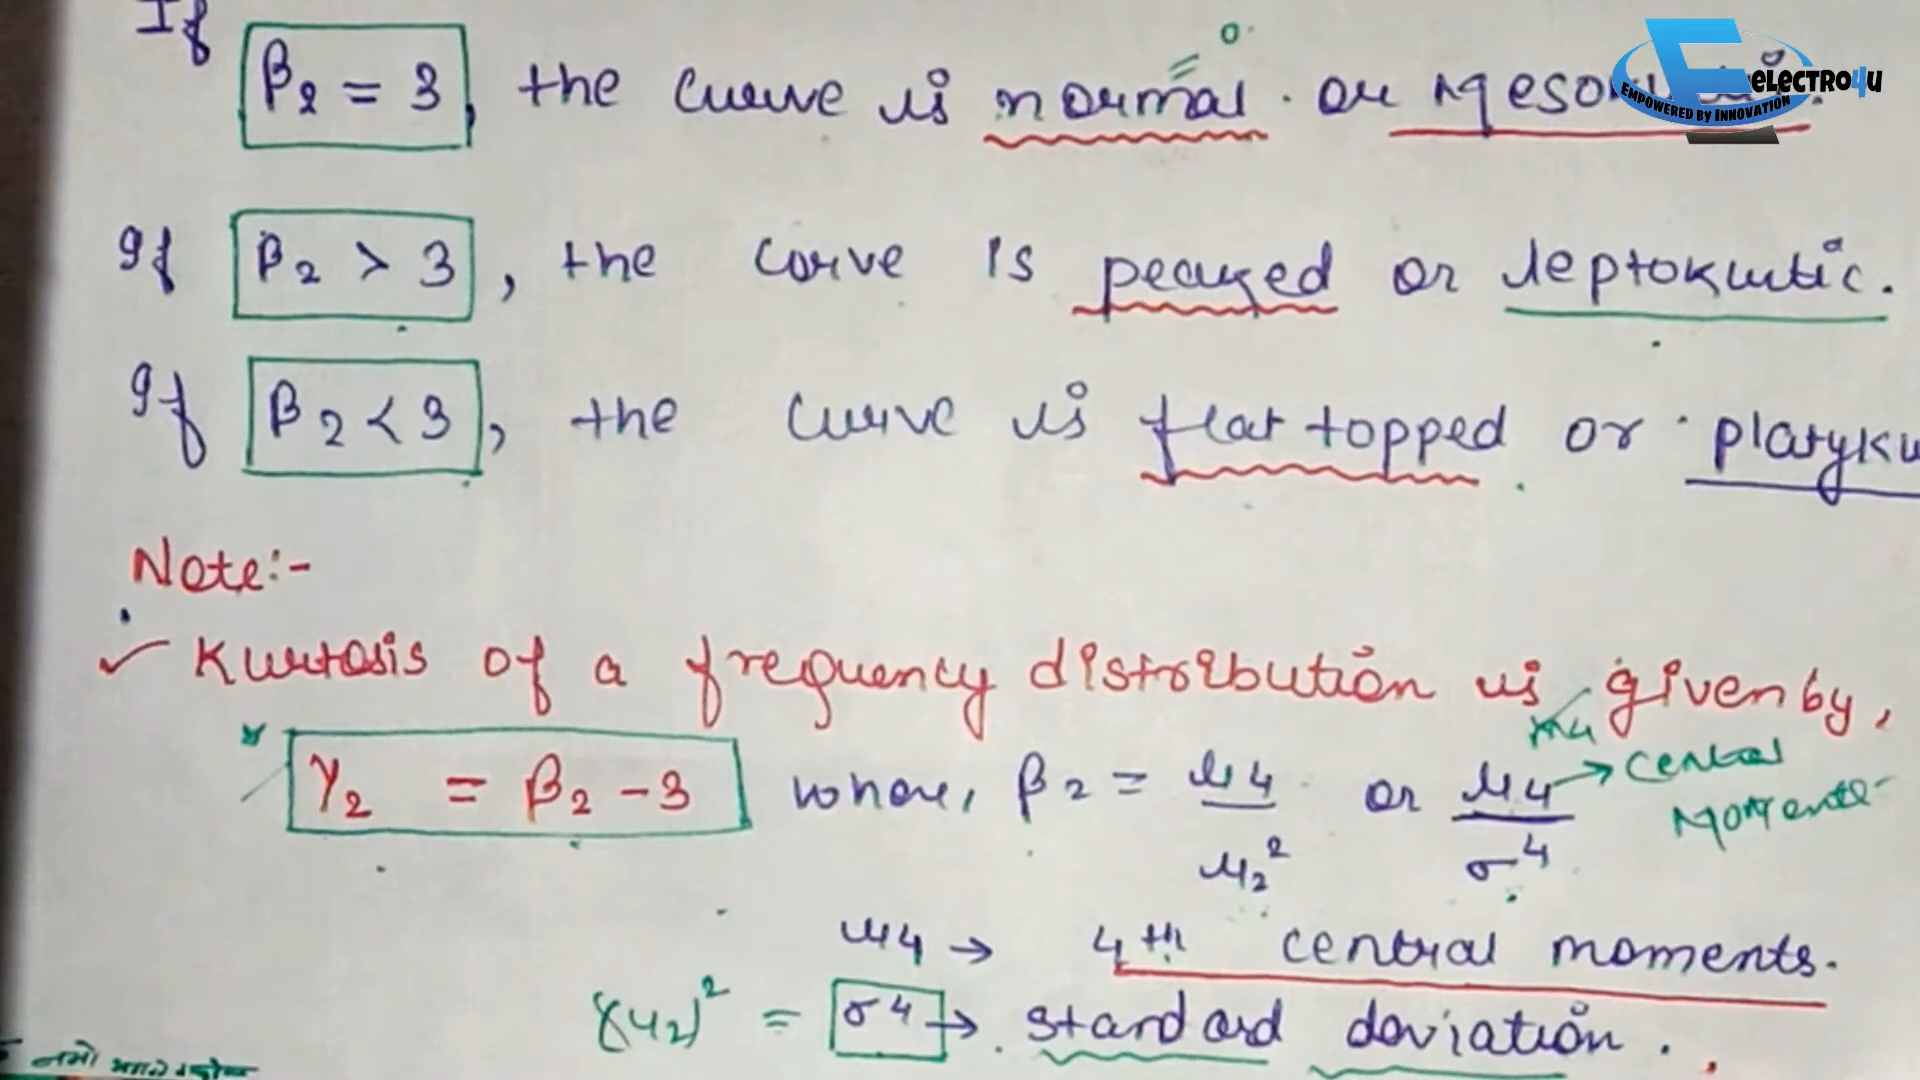 If β₂ = 3, the curve is normal or
electro4u
EMPOWERED BY INNOVATION
If β₂ > 3, the corve is peaked or leptokurtic.
If β₂ < 3, the curve is flat topped or platyku
Note:-
✓ Kurtosis of a frequency distribution is given by,
γ₂ = β₂ - 3 where, β₂ = μ4 / μ₂² or μ4 / σ⁴ → Central Moments
μ4 → 4th central moments.
(μ₂)² = σ⁴ → standard deviation.